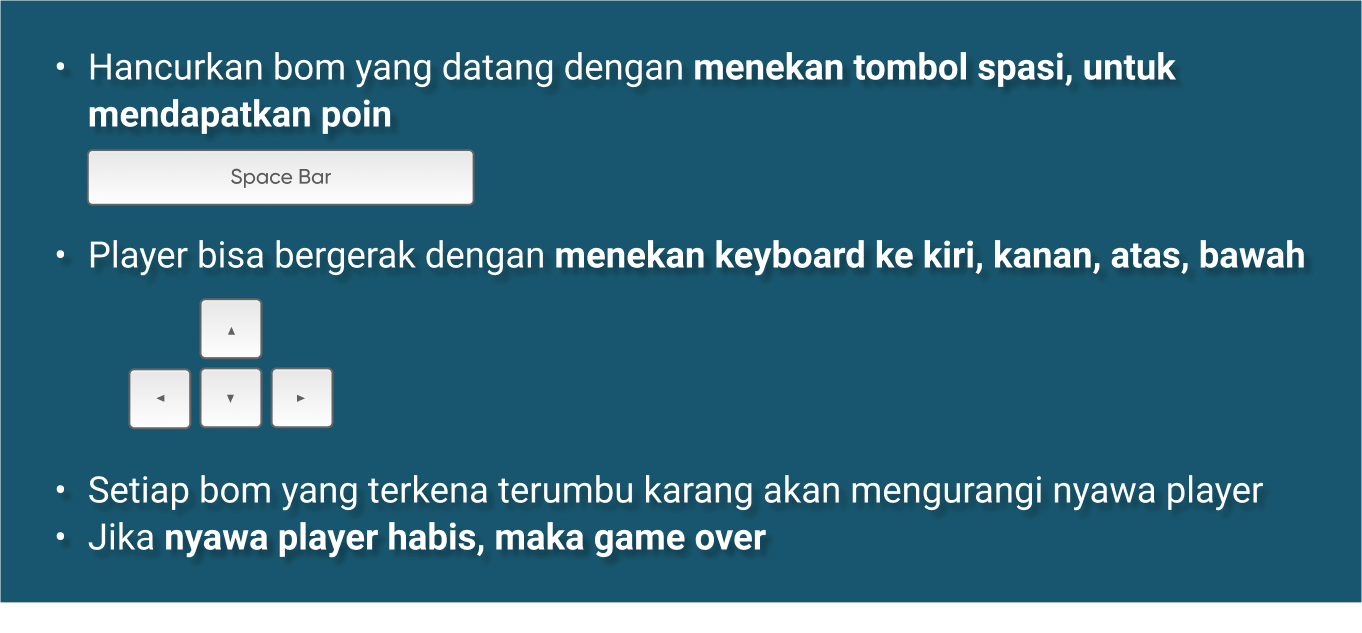 • Hancurkan bom yang datang dengan menekan tombol spasi, untuk
mendapatkan poin
Space Bar
• Player bisa bergerak dengan menekan keyboard ke kiri, kanan, atas, bawah
▲
◄ ▼ ►
• Setiap bom yang terkena terumbu karang akan mengurangi nyawa player
• Jika nyawa player habis, maka game over